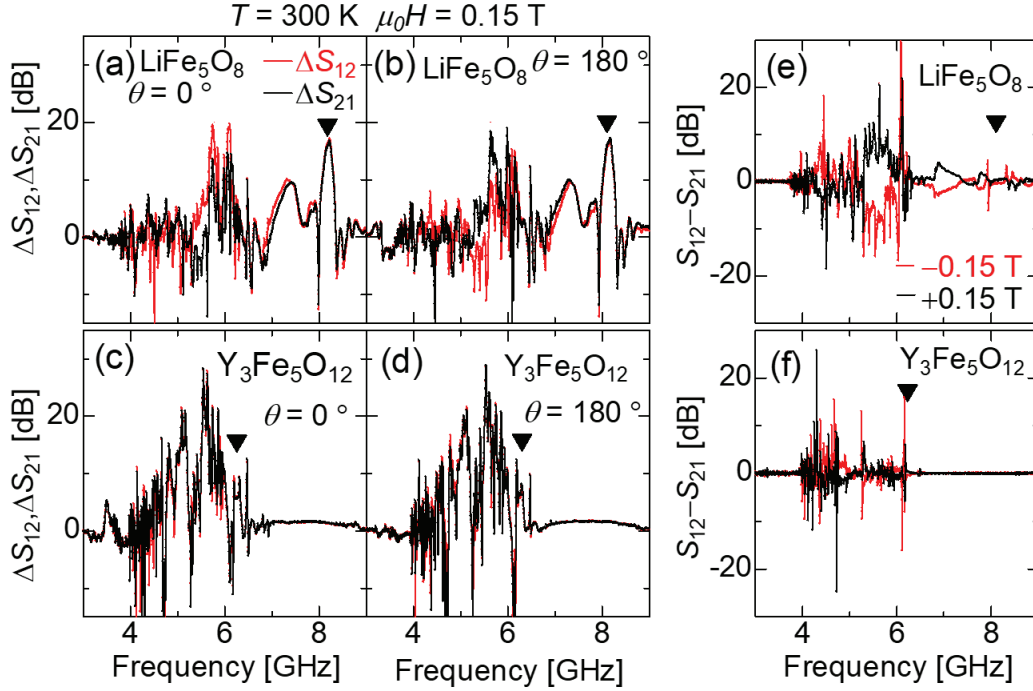 T = 300 K μ₀H = 0.15 T
(a) LiFe₅O₈
θ = 0 °
ΔS₁₂
ΔS₂₁
(b) LiFe₅O₈ θ = 180 °
(e) LiFe₅O₈
−0.15 T
+0.15 T
(c) Y₃Fe₅O₁₂
θ = 0 °
(d) Y₃Fe₅O₁₂
θ = 180 °
(f) Y₃Fe₅O₁₂
ΔS₁₂, ΔS₂₁ [dB]
20
0
ΔS₁₂, ΔS₂₁ [dB]
20
0
S₁₂−S₂₁ [dB]
20
0
-20
S₁₂−S₂₁ [dB]
20
0
-20
4 6 8 4 6 8 4 6 8
Frequency [GHz] Frequency [GHz] Frequency [GHz]